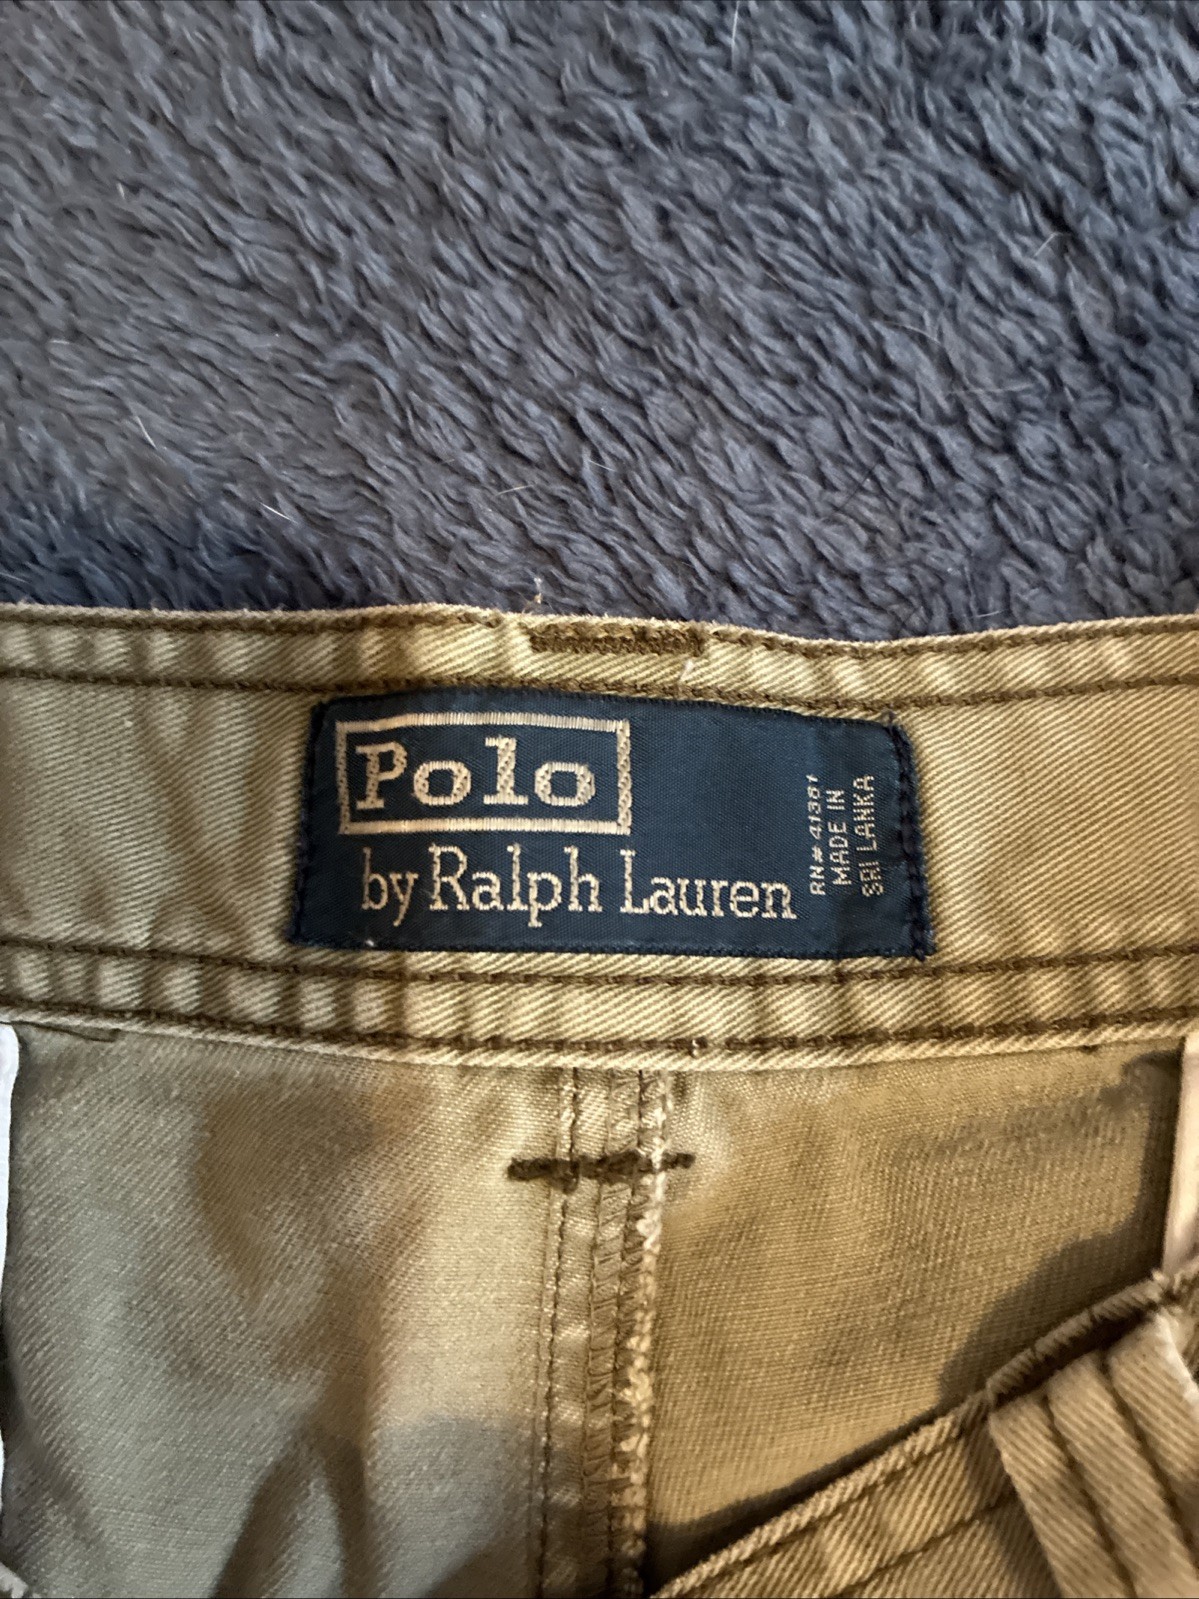 Polo
by Ralph Lauren
RN# 41381
MADE IN
SRI LANKA